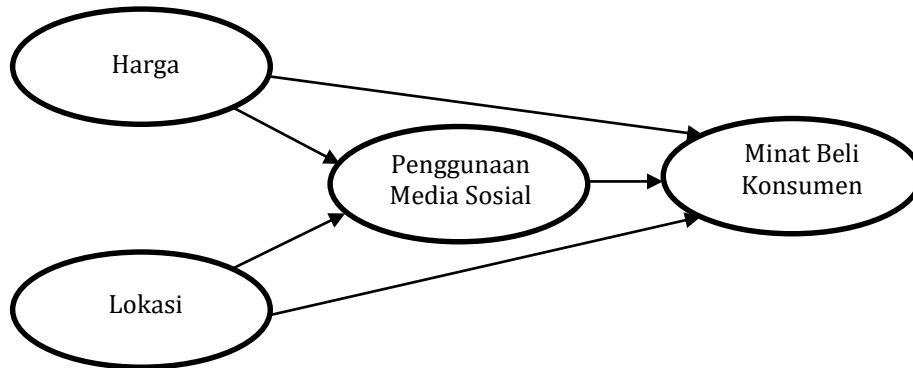 Harga
Penggunaan
Media Sosial
Minat Beli
Konsumen
Lokasi